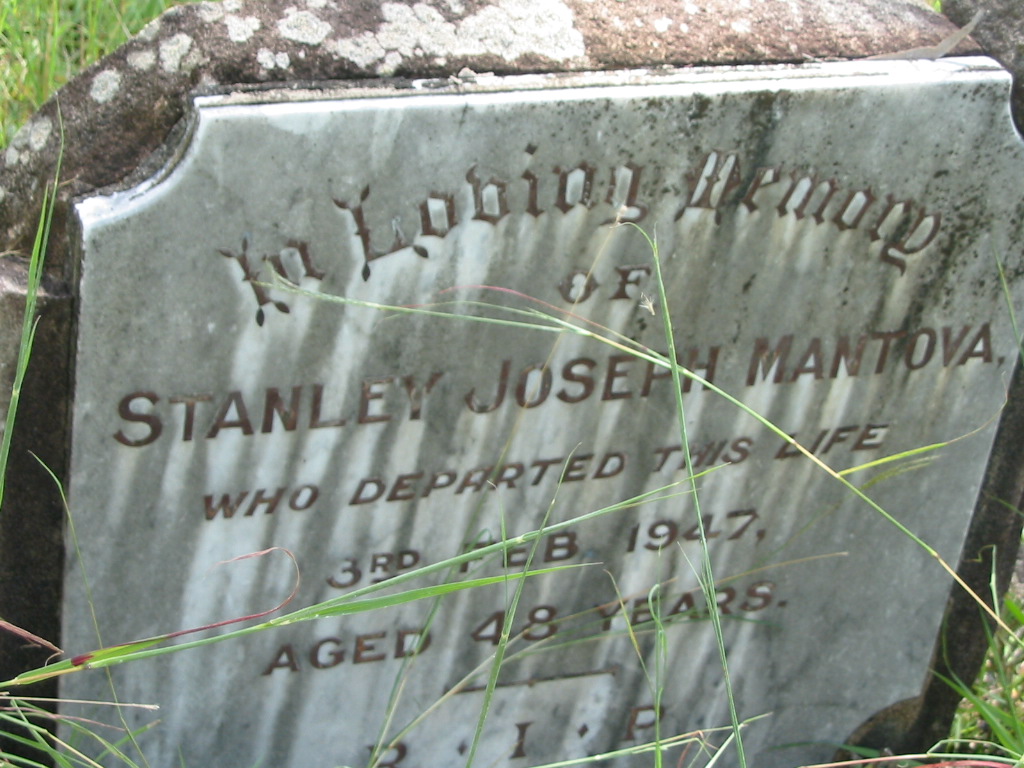 In Loving Memory
OF
STANLEY JOSEPH MANTOVA,
WHO DEPARTED THIS LIFE
3RD FEB. 1947,
AGED 48 YEARS.
R · I · P